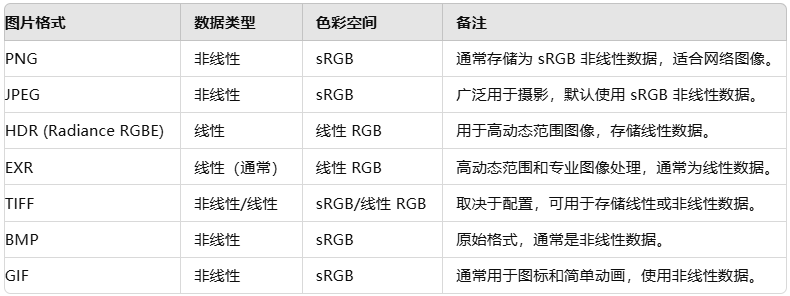 图片格式 数据类型 色彩空间 备注
PNG 非线性 sRGB 通常存储为 sRGB 非线性数据，适合网络图像。
JPEG 非线性 sRGB 广泛用于摄影，默认使用 sRGB 非线性数据。
HDR (Radiance RGBE) 线性 线性 RGB 用于高动态范围图像，存储线性数据。
EXR 线性（通常） 线性 RGB 高动态范围和专业图像处理，通常为线性数据。
TIFF 非线性/线性 sRGB/线性 RGB 取决于配置，可用于存储线性或非线性数据。
BMP 非线性 sRGB 原始格式，通常是非线性数据。
GIF 非线性 sRGB 通常用于图标和简单动画，使用非线性数据。